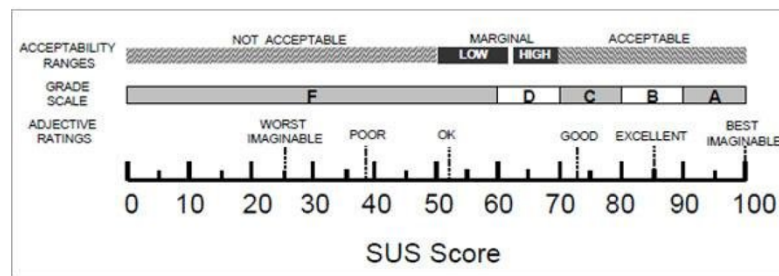 NOT ACCEPTABLE MARGINAL ACCEPTABLE
ACCEPTABILITY RANGES LOW HIGH
GRADE SCALE F D C B A
ADJECTIVE RATINGS WORST IMAGINABLE POOR OK GOOD EXCELLENT BEST IMAGINABLE
0 10 20 30 40 50 60 70 80 90 100
SUS Score